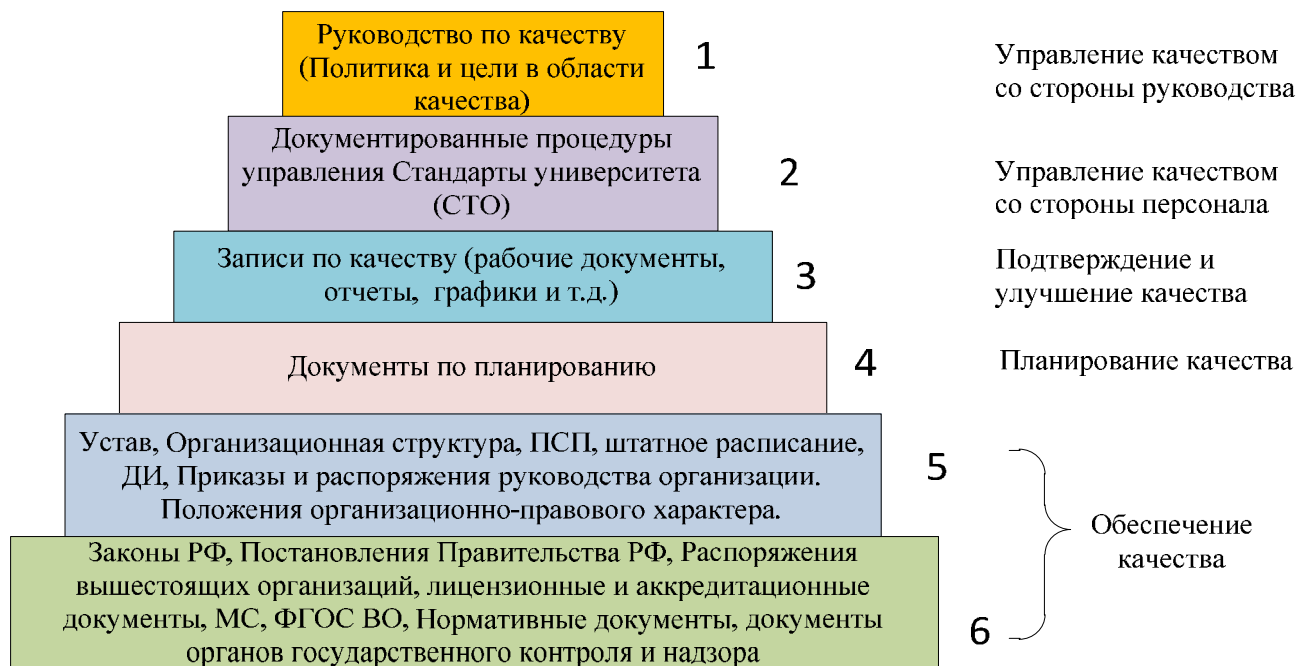 Руководство по качеству
(Политика и цели в области
качества)
1
Управление качеством
со стороны руководства
Документированные процедуры
управления Стандарты университета
(СТО)
2
Управление качеством
со стороны персонала
Записи по качеству (рабочие документы,
отчеты, графики и т.д.)
3
Подтверждение и
улучшение качества
Документы по планированию
4
Планирование качества
Устав, Организационная структура, ПСП, штатное расписание,
ДИ, Приказы и распоряжения руководства организации.
Положения организационно-правового характера.
5
Законы РФ, Постановления Правительства РФ, Распоряжения
вышестоящих организаций, лицензионные и аккредитационные
документы, МС, ФГОС ВО, Нормативные документы, документы
органов государственного контроля и надзора
6
Обеспечение
качества